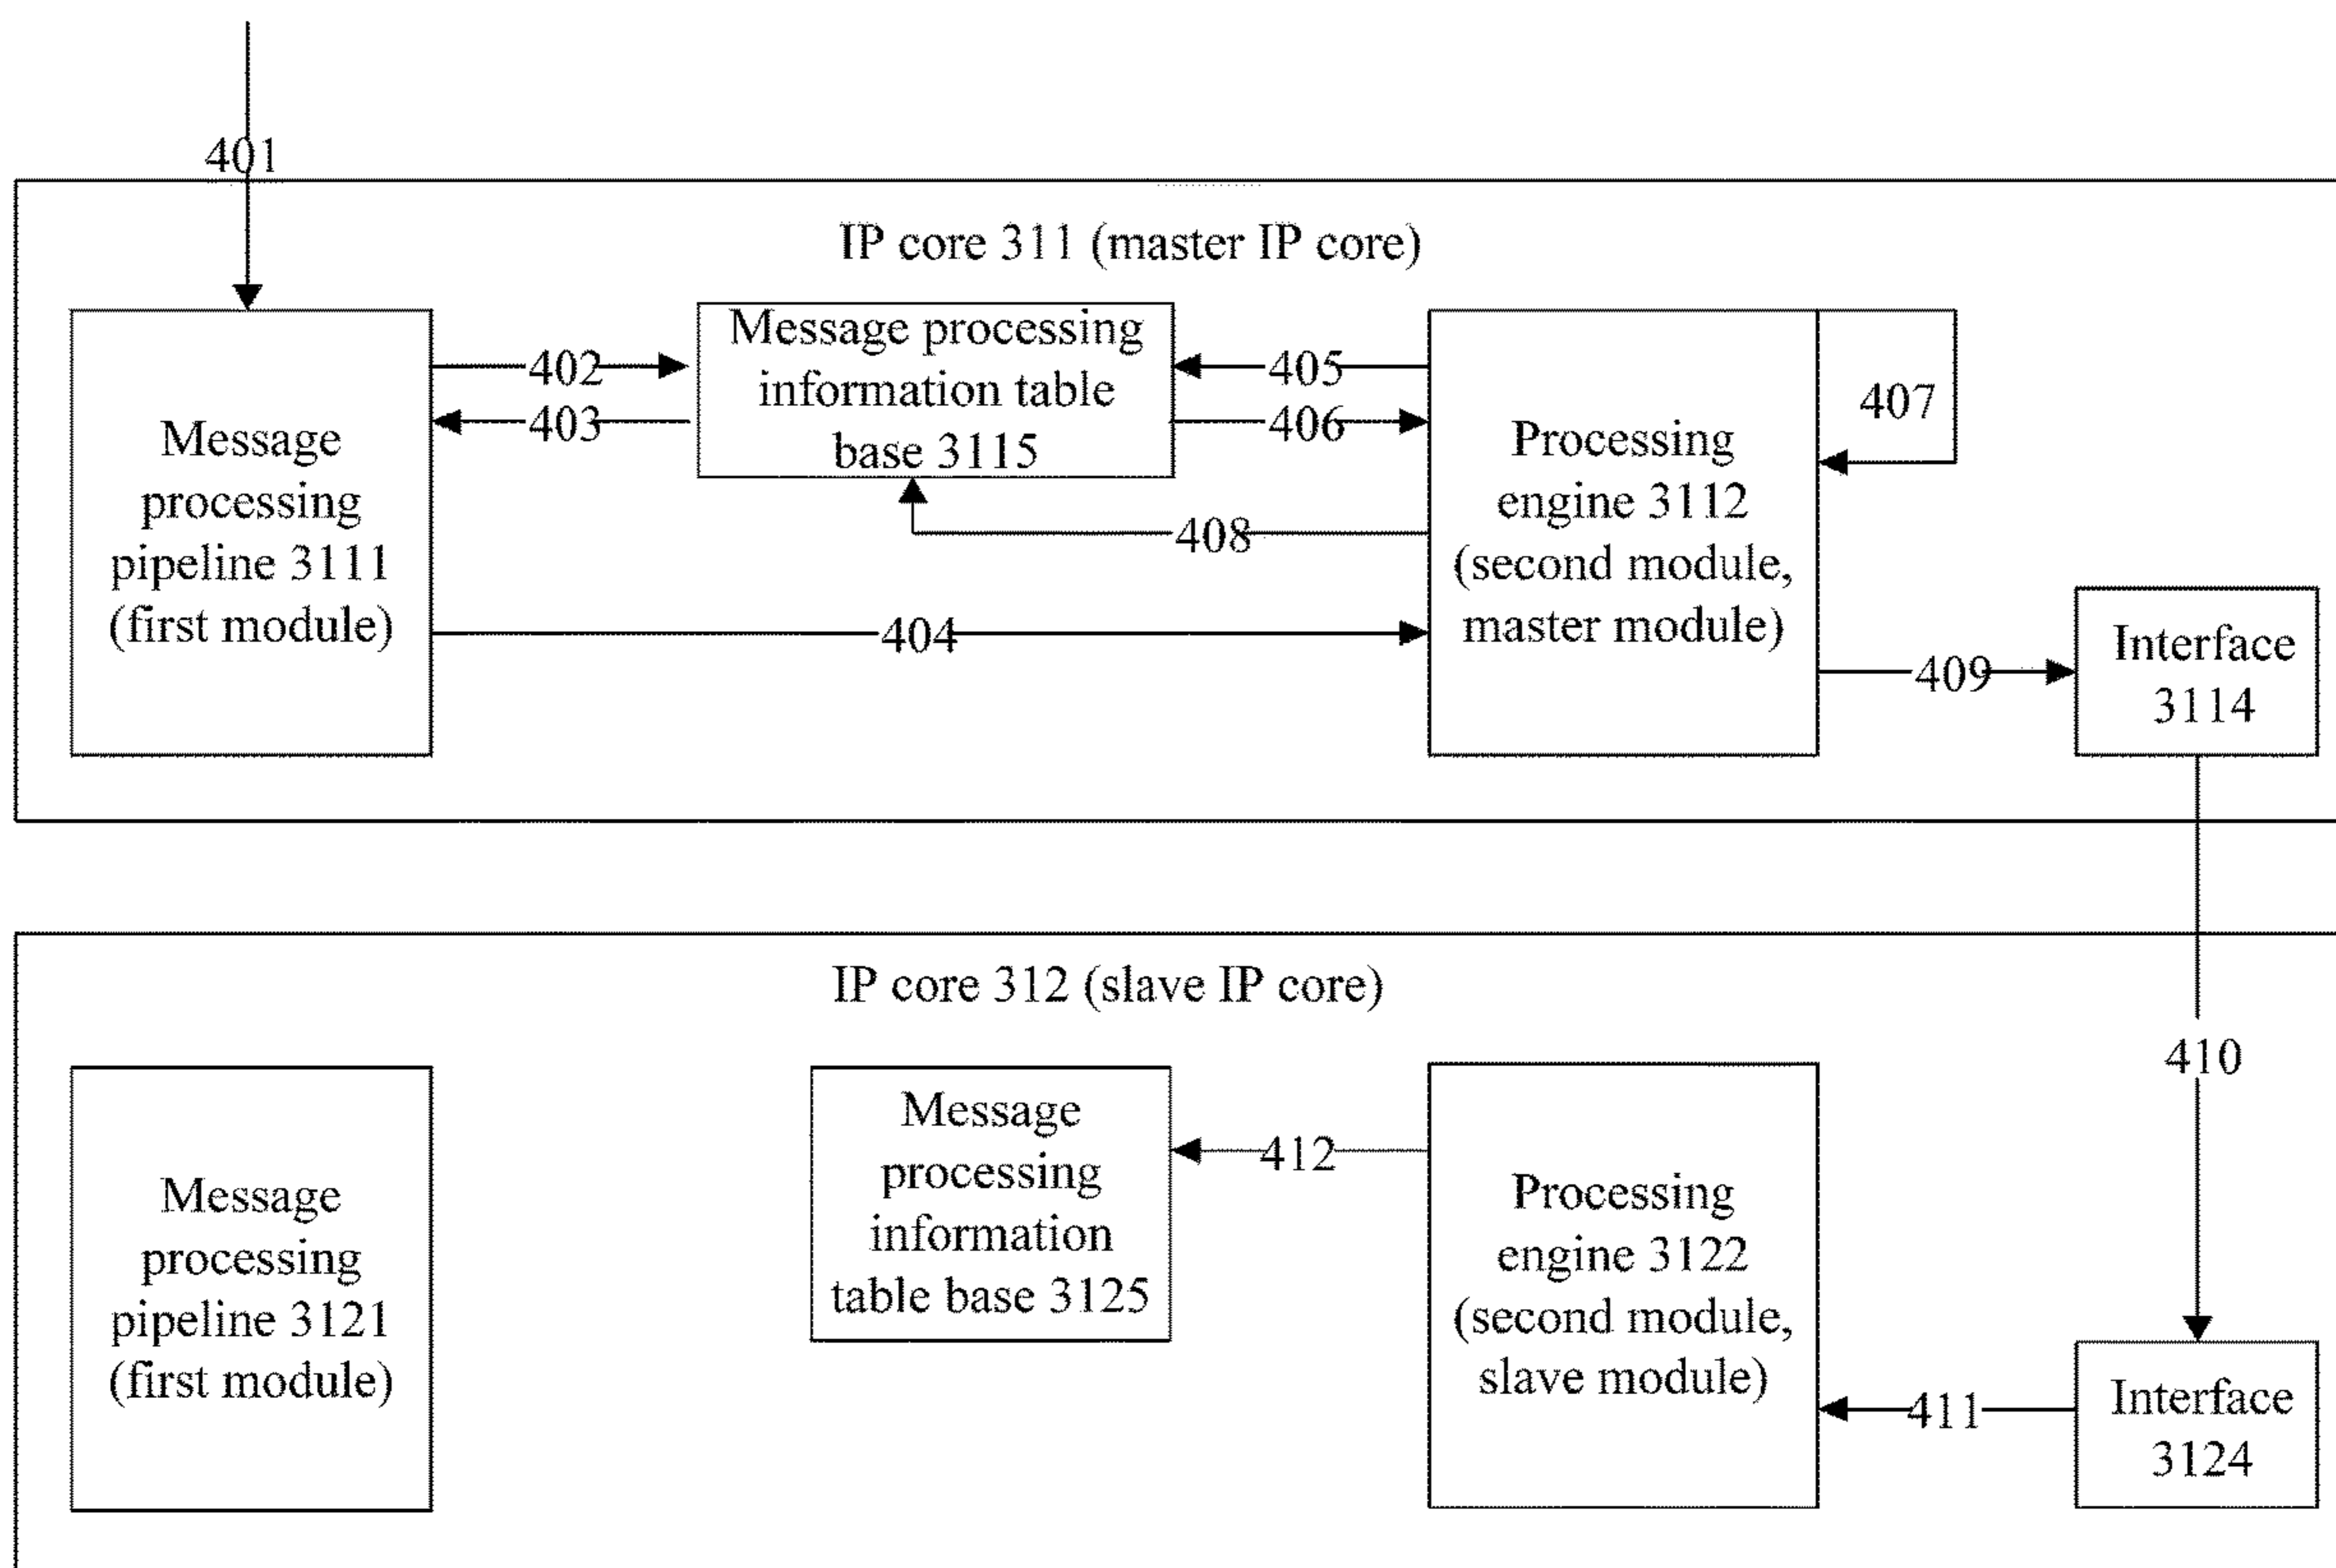 401
IP core 311 (master IP core)
Message
processing
pipeline 3111
(first module)
402
403
Message processing
information table
base 3115
405
406
408
404
Processing
engine 3112
(second module,
master module)
407
409
Interface
3114
410
IP core 312 (slave IP core)
Message
processing
pipeline 3121
(first module)
Message
processing
information
table base 3125
412
Processing
engine 3122
(second module,
slave module)
411
Interface
3124